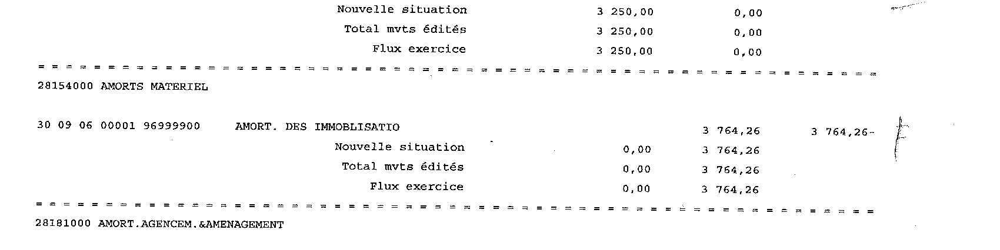 Nouvelle situation 3 250,00 0,00
Total mvts édités 3 250,00 0,00
Flux exercice 3 250,00 0,00
= = = = = = = = = = = = = = = = = = = = = = = = = = = = = = = = = = = = = = = = = = = = = = = = = = = = = = = = = = =
28154000 AMORTS MATERIEL
30 09 06 00001 96999900 AMORT. DES IMMOBLISATIO 3 764,26 3 764,26-
Nouvelle situation 0,00 3 764,26
Total mvts édités 0,00 3 764,26
Flux exercice 0,00 3 764,26
= = = = = = = = = = = = = = = = = = = = = = = = = = = = = = = = = = = = = = = = = = = = = = = = = = = = = = = = = = =
28181000 AMORT.AGENCEM.&AMENAGEMENT